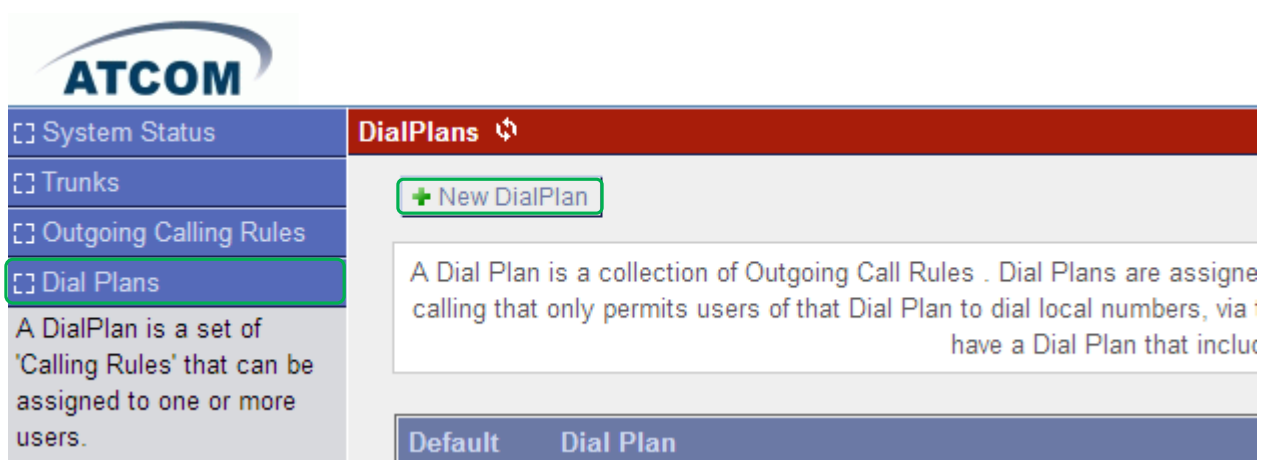 ATCOM
System Status
Trunks
Outgoing Calling Rules
Dial Plans
A DialPlan is a set of
'Calling Rules' that can be
assigned to one or more
users.
DialPlans
New DialPlan
A Dial Plan is a collection of Outgoing Call Rules . Dial Plans are assigne
calling that only permits users of that Dial Plan to dial local numbers, via
have a Dial Plan that includ
Default Dial Plan